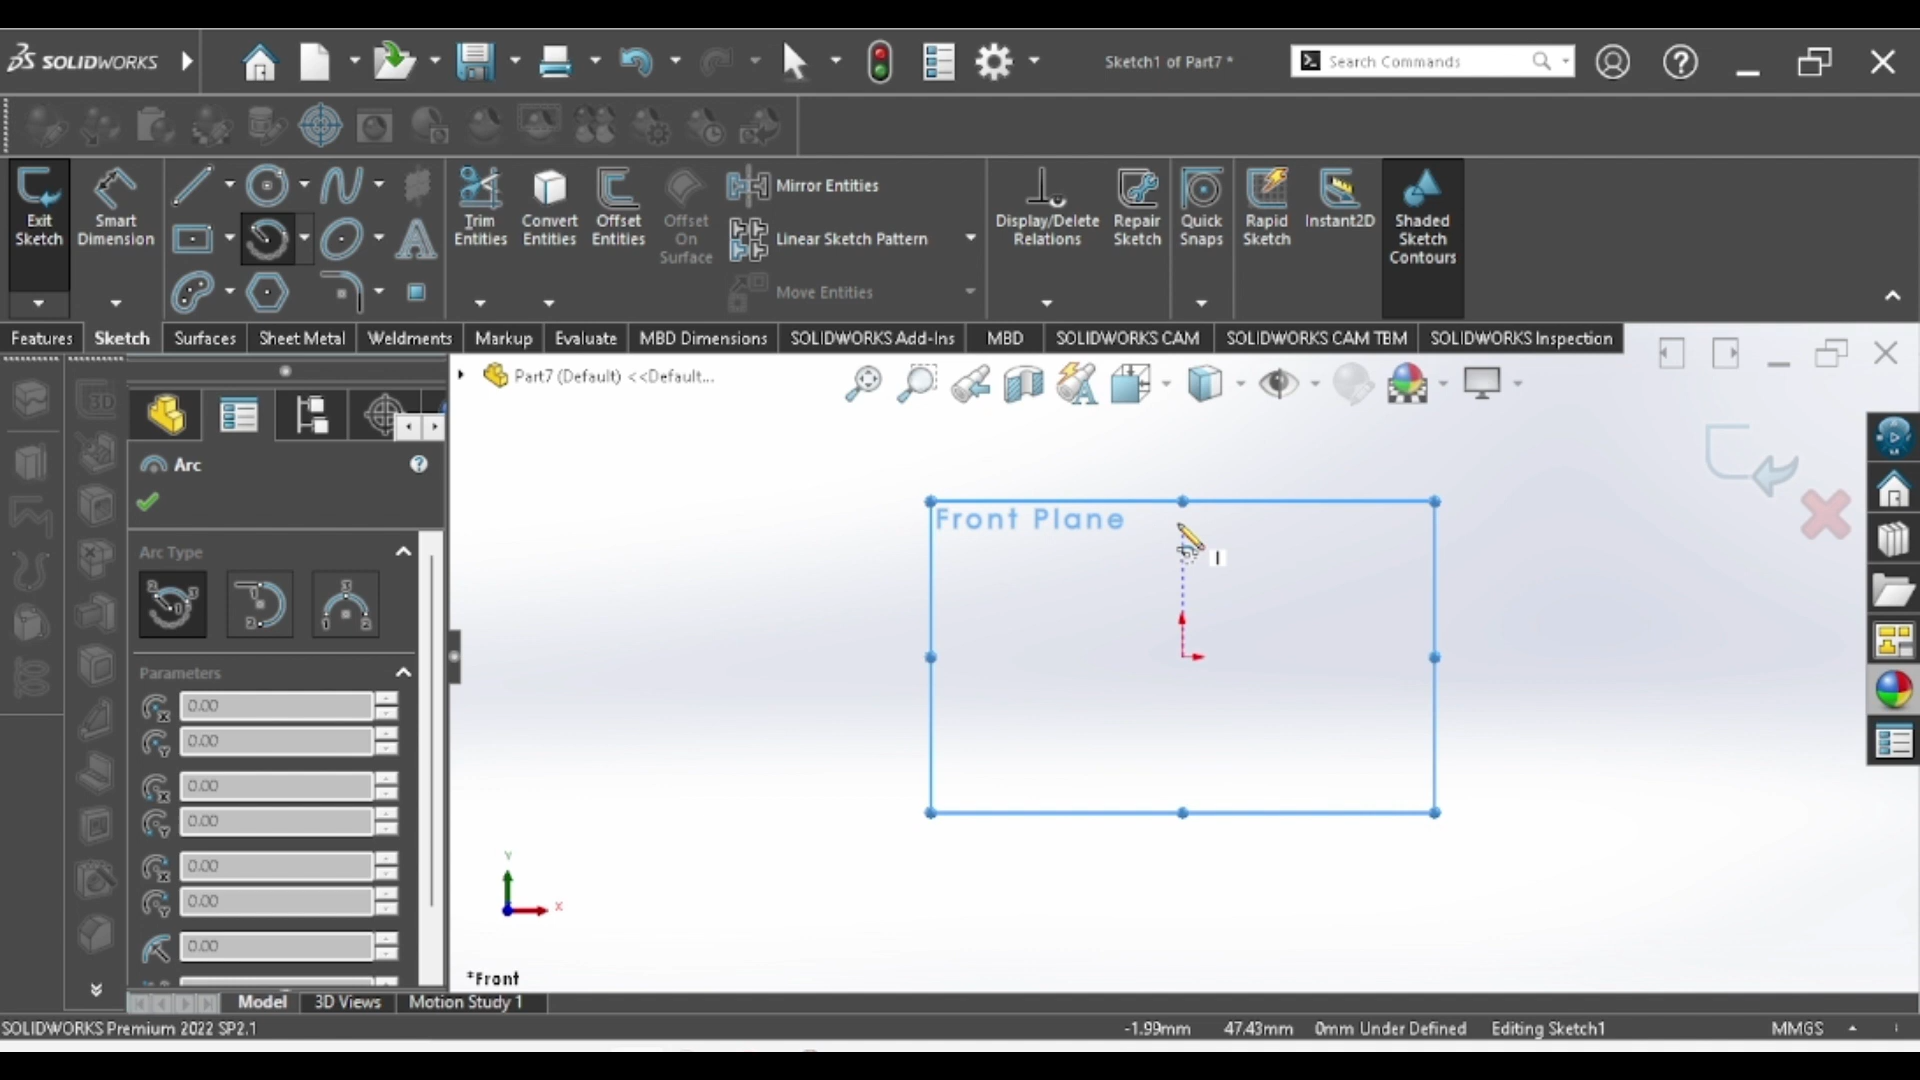 SOLIDWORKS
Sketch1 of Part7 *
Search Commands
Exit Sketch
Smart Dimension
Trim Entities
Convert Entities
Offset Entities
Offset On Surface
Mirror Entities
Linear Sketch Pattern
Move Entities
Display/Delete Relations
Repair Sketch
Quick Snaps
Rapid Sketch
Instant2D
Shaded Sketch Contours
Features Sketch Surfaces Sheet Metal Weldments Markup Evaluate MBD Dimensions SOLIDWORKS Add-Ins MBD SOLIDWORKS CAM SOLIDWORKS CAM TBM SOLIDWORKS Inspection
Part7 (Default) <<Default...
Arc
Arc Type
Parameters
0.00
0.00
0.00
0.00
0.00
0.00
0.00
Front Plane
Y
X
*Front
Model 3D Views Motion Study 1
SOLIDWORKS Premium 2022 SP2.1
-1.99mm 47.43mm 0mm Under Defined Editing Sketch1 MMGS